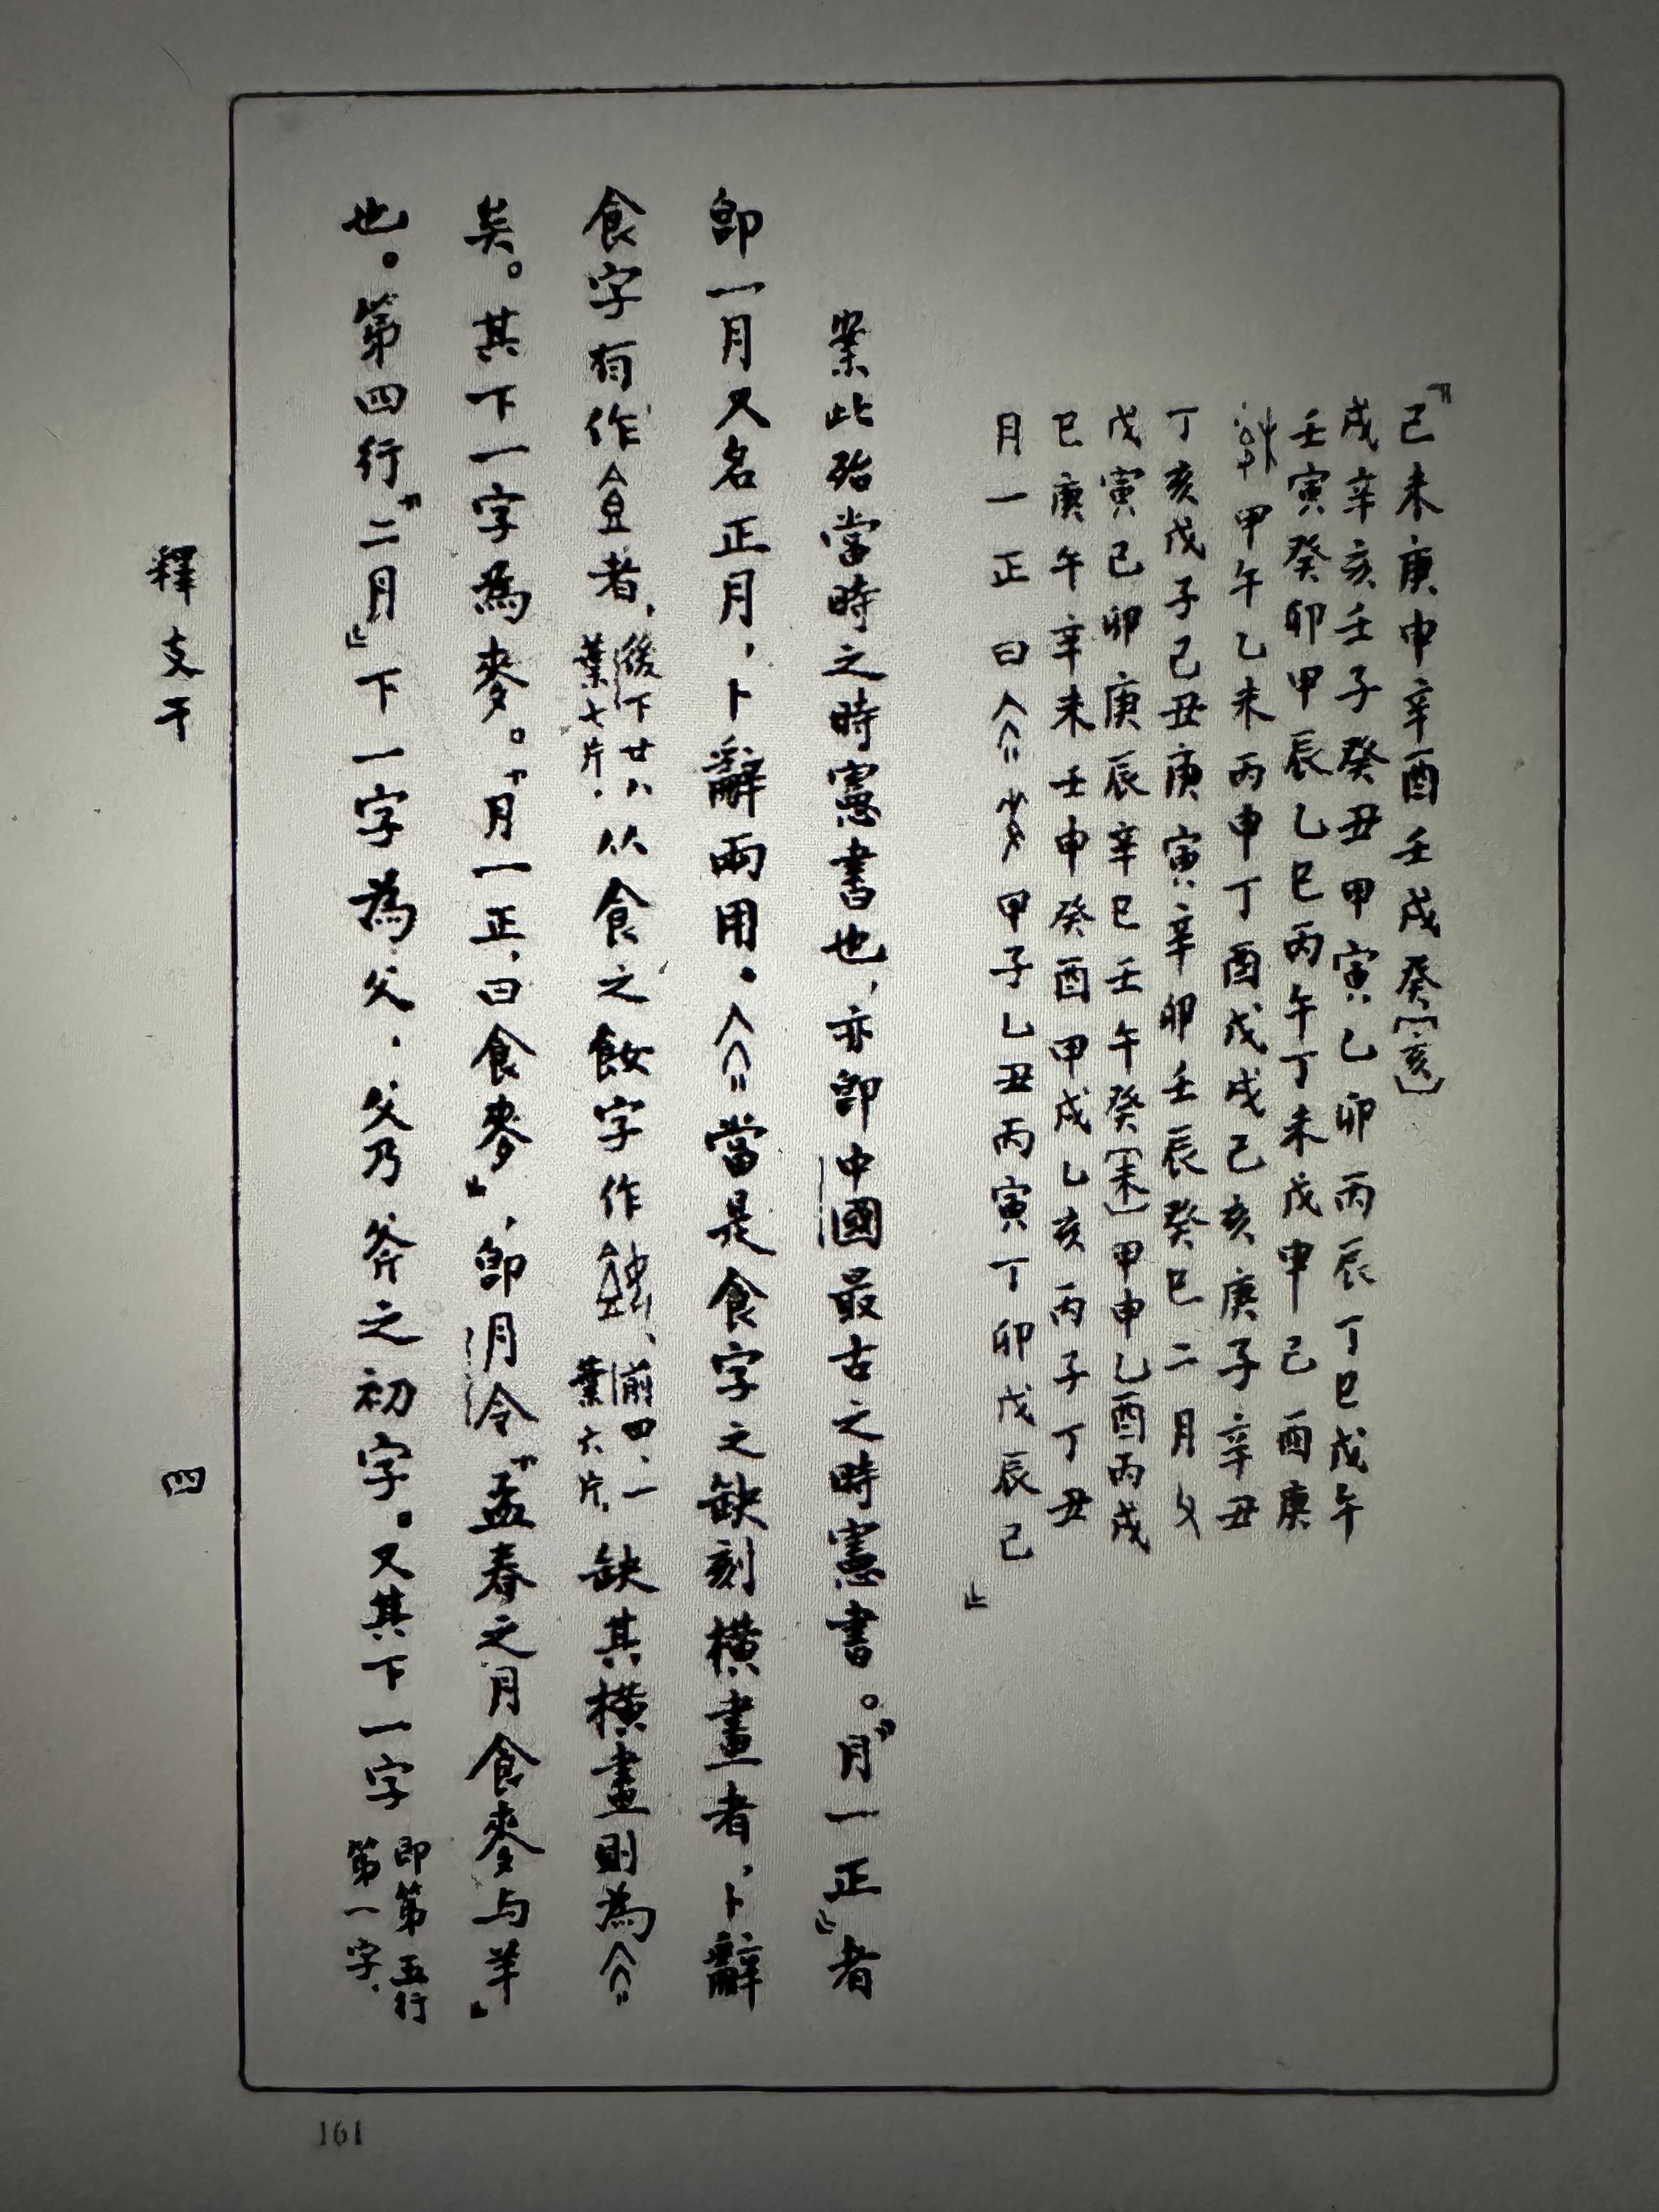 『己未庚申辛酉壬戌癸〔亥〕
戌辛亥壬子癸丑甲寅乙卯丙辰丁巳戊午
壬寅癸卯甲辰乙巳丙午丁未戊申己酉庚
甲午乙未丙申丁酉戊戌己亥庚子辛丑
丁亥戊子己丑庚寅辛卯壬辰癸巳二月父
戊寅己卯庚辰辛巳壬午癸〔未〕甲申乙酉丙戌
巳庚午辛未壬申癸酉甲戌乙亥丙子丁丑
月一正曰甲子乙丑丙寅丁卯戊辰己』
案此殆當時之時憲書也,亦即中國最古之時憲書。『月一正』者
即一月又名正月,卜辭兩用。當是食字之缺刻橫畫者,卜辭
食字有作者,後下廿八葉七片.从食之𩚳字作、前四、一葉六片.缺其橫畫則為
矣。其下一字為麥。『月一正、曰食麥』,即月令『孟春之月食麥与羊』
也。第四行『二月』下一字為父,父乃斧之初字。又其下一字即第五行第一字.
釋支干
四
161